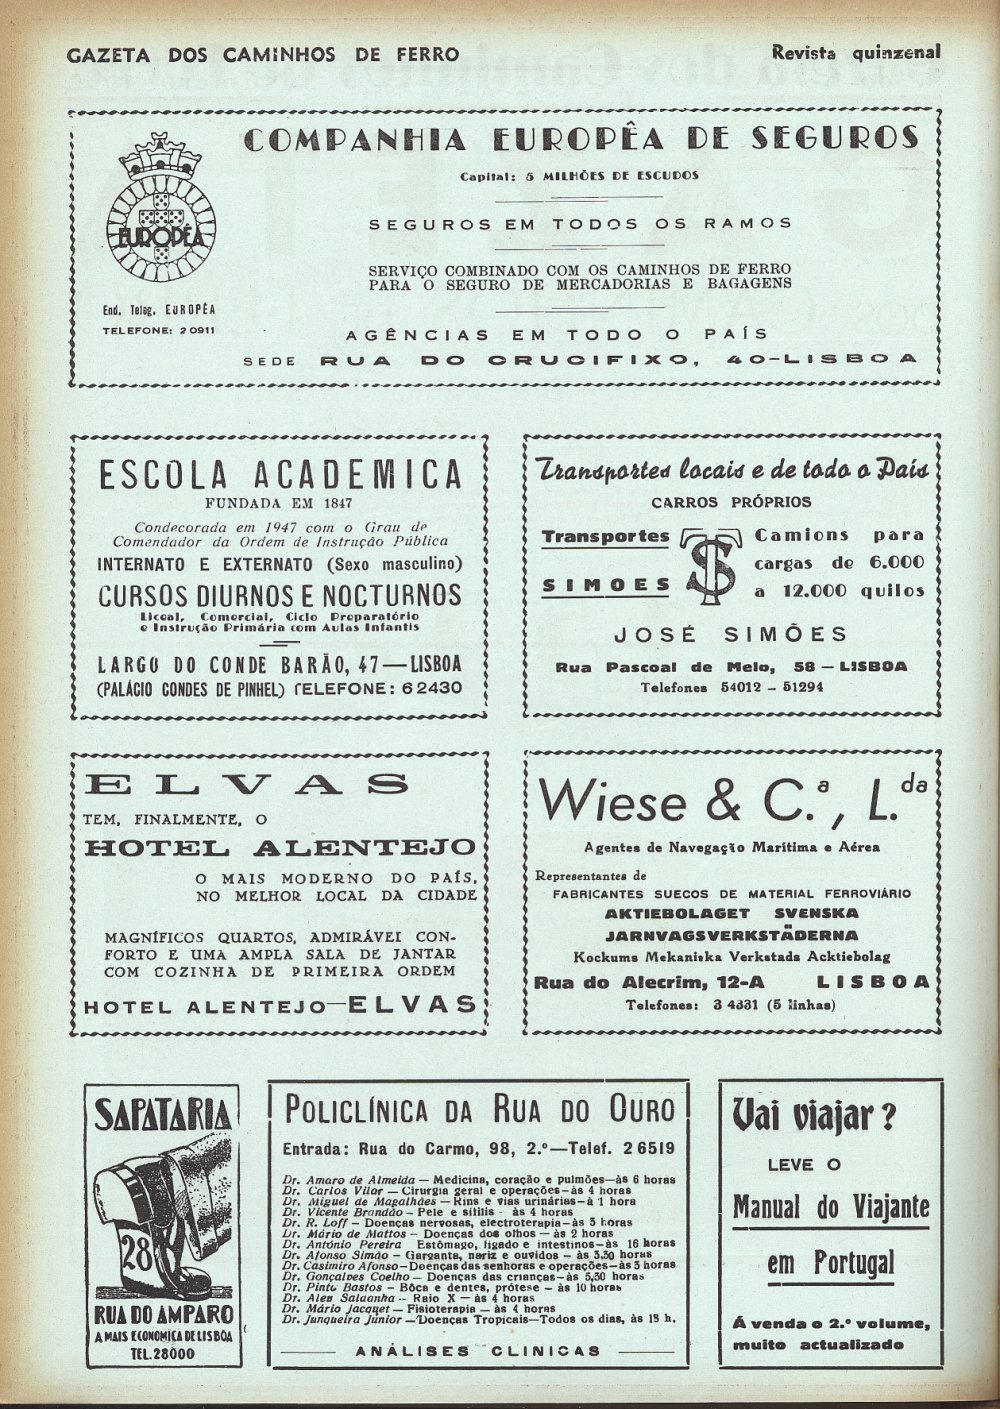 GAZETA DOS CAMINHOS DE FERRO
Revista quinzenal
COMPANHIA EUROPÊA DE SEGUROS
Capital: 5 MILHÕES DE ESCUDOS
SEGUROS EM TODOS OS RAMOS
SERVIÇO COMBINADO COM OS CAMINHOS DE FERRO
PARA O SEGURO DE MERCADORIAS E BAGAGENS
AGÊNCIAS EM TODO O PAÍS
SEDE RUA DO CRUCIFIXO, 40-LISBOA
EUROPÊA
End. Teleg. EUROPÊA
TELEFONE: 20911
ESCOLA ACADEMICA
FUNDADA EM 1847
Condecorada em 1947 com o Grau de
Comendador da Ordem de Instrução Pública
INTERNATO E EXTERNATO (Sexo masculino)
CURSOS DIURNOS E NOCTURNOS
Liceal, Comercial, Ciclo Preparatório
e Instrução Primária com Aulas Infantis
LARGO DO CONDE BARÃO, 47—LISBOA
(PALÁCIO CONDES DE PINHEL) TELEFONE: 62430
Transportes locais e de todo o País
CARROS PRÓPRIOS
Transportes
SIMOES
TS
Camions para
cargas de 6.000
a 12.000 quilos
JOSÉ SIMÕES
Rua Pascoal de Melo, 58 — LISBOA
Telefones 54012 - 51294
ELVAS
TEM, FINALMENTE, O
HOTEL ALENTEJO
O MAIS MODERNO DO PAÍS,
NO MELHOR LOCAL DA CIDADE
MAGNÍFICOS QUARTOS, ADMIRÁVEI CON-
FORTO E UMA AMPLA SALA DE JANTAR
COM COZINHA DE PRIMEIRA ORDEM
HOTEL ALENTEJO—ELVAS
Wiese & C.ª, L.da
Agentes de Navegação Marítima e Aérea
Representantes de
FABRICANTES SUECOS DE MATERIAL FERROVIÁRIO
AKTIEBOLAGET SVENSKA
JARNVAGSVERKSTÄDERNA
Kockums Mekaniska Verkstads Acktiebolag
Rua do Alecrim, 12-A LISBOA
Telefones: 3 4331 (5 linhas)
SAPATARIA
28
RUA DO AMPARO
A MAIS ECONOMICA DE LISBÔA
TEL. 28000
POLICLÍNICA DA RUA DO OURO
Entrada: Rua do Carmo, 98, 2.º—Telef. 26519
Dr. Amaro de Almeida — Medicina, coração e pulmões—às 6 horas
Dr. Carlos Vilar — Cirurgia geral e operações—às 4 horas
Dr. Miguel de Magalhães — Rins e vias urinárias—à 1 hora
Dr. Vicente Brandão — Pele e sífilis - às 4 horas
Dr. R. Loff — Doenças nervosas, electroterapia—às 3 horas
Dr. Mário de Mattos — Doenças dos olhos — às 2 horas
Dr. António Pereira Estômago, fígado e intestinos—às 16 horas
Dr. Afonso Simão — Garganta, nariz e ouvidos — às 3,30 horas
Dr. Casimiro Afonso—Doenças das senhoras e operações—às 3 horas
Dr. Gonçalves Coelho — Doenças das crianças—às 5,30 horas
Dr. Pinto Bastos — Bôca e dentes, prótese — às 10 horas
Dr. Aleu Saldanha - Raio X — às 4 horas
Dr. Mário Jacquet — Fisioterapia — às 4 horas
Dr. Junqueira Júnior —Doenças Tropicais—Todos os dias, às 15 h.
ANÁLISES CLINICAS
Vai viajar?
LEVE O
Manual do Viajante
em Portugal
Á venda o 2.º volume,
muito actualizado